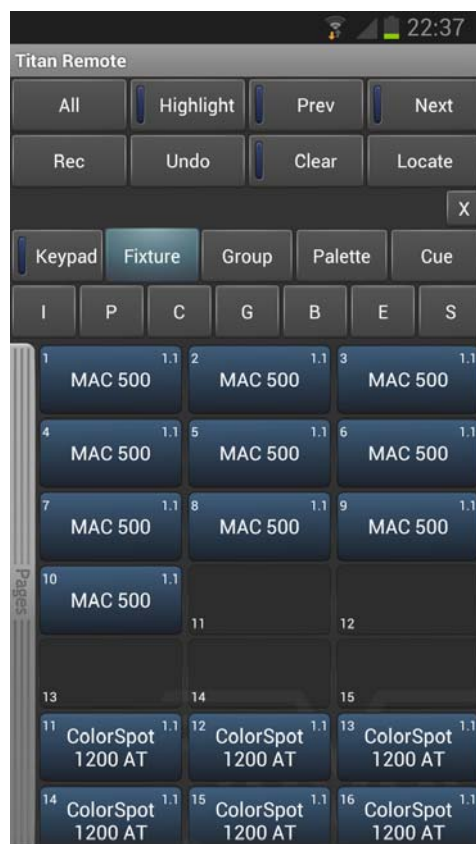 22:37
Titan Remote
All Highlight Prev Next
Rec Undo Clear Locate
X
Keypad Fixture Group Palette Cue
I P C G B E S
1 1.1 2 1.1 3 1.1
MAC 500 MAC 500 MAC 500
4 1.1 5 1.1 6 1.1
MAC 500 MAC 500 MAC 500
7 1.1 8 1.1 9 1.1
MAC 500 MAC 500 MAC 500
Pages
10 1.1
MAC 500
11 12
13 14 15
11 1.1 12 1.1 13 1.1
ColorSpot ColorSpot ColorSpot
1200 AT 1200 AT 1200 AT
14 1.1 15 1.1 16 1.1
ColorSpot ColorSpot ColorSpot
1200 AT 1200 AT 1200 AT